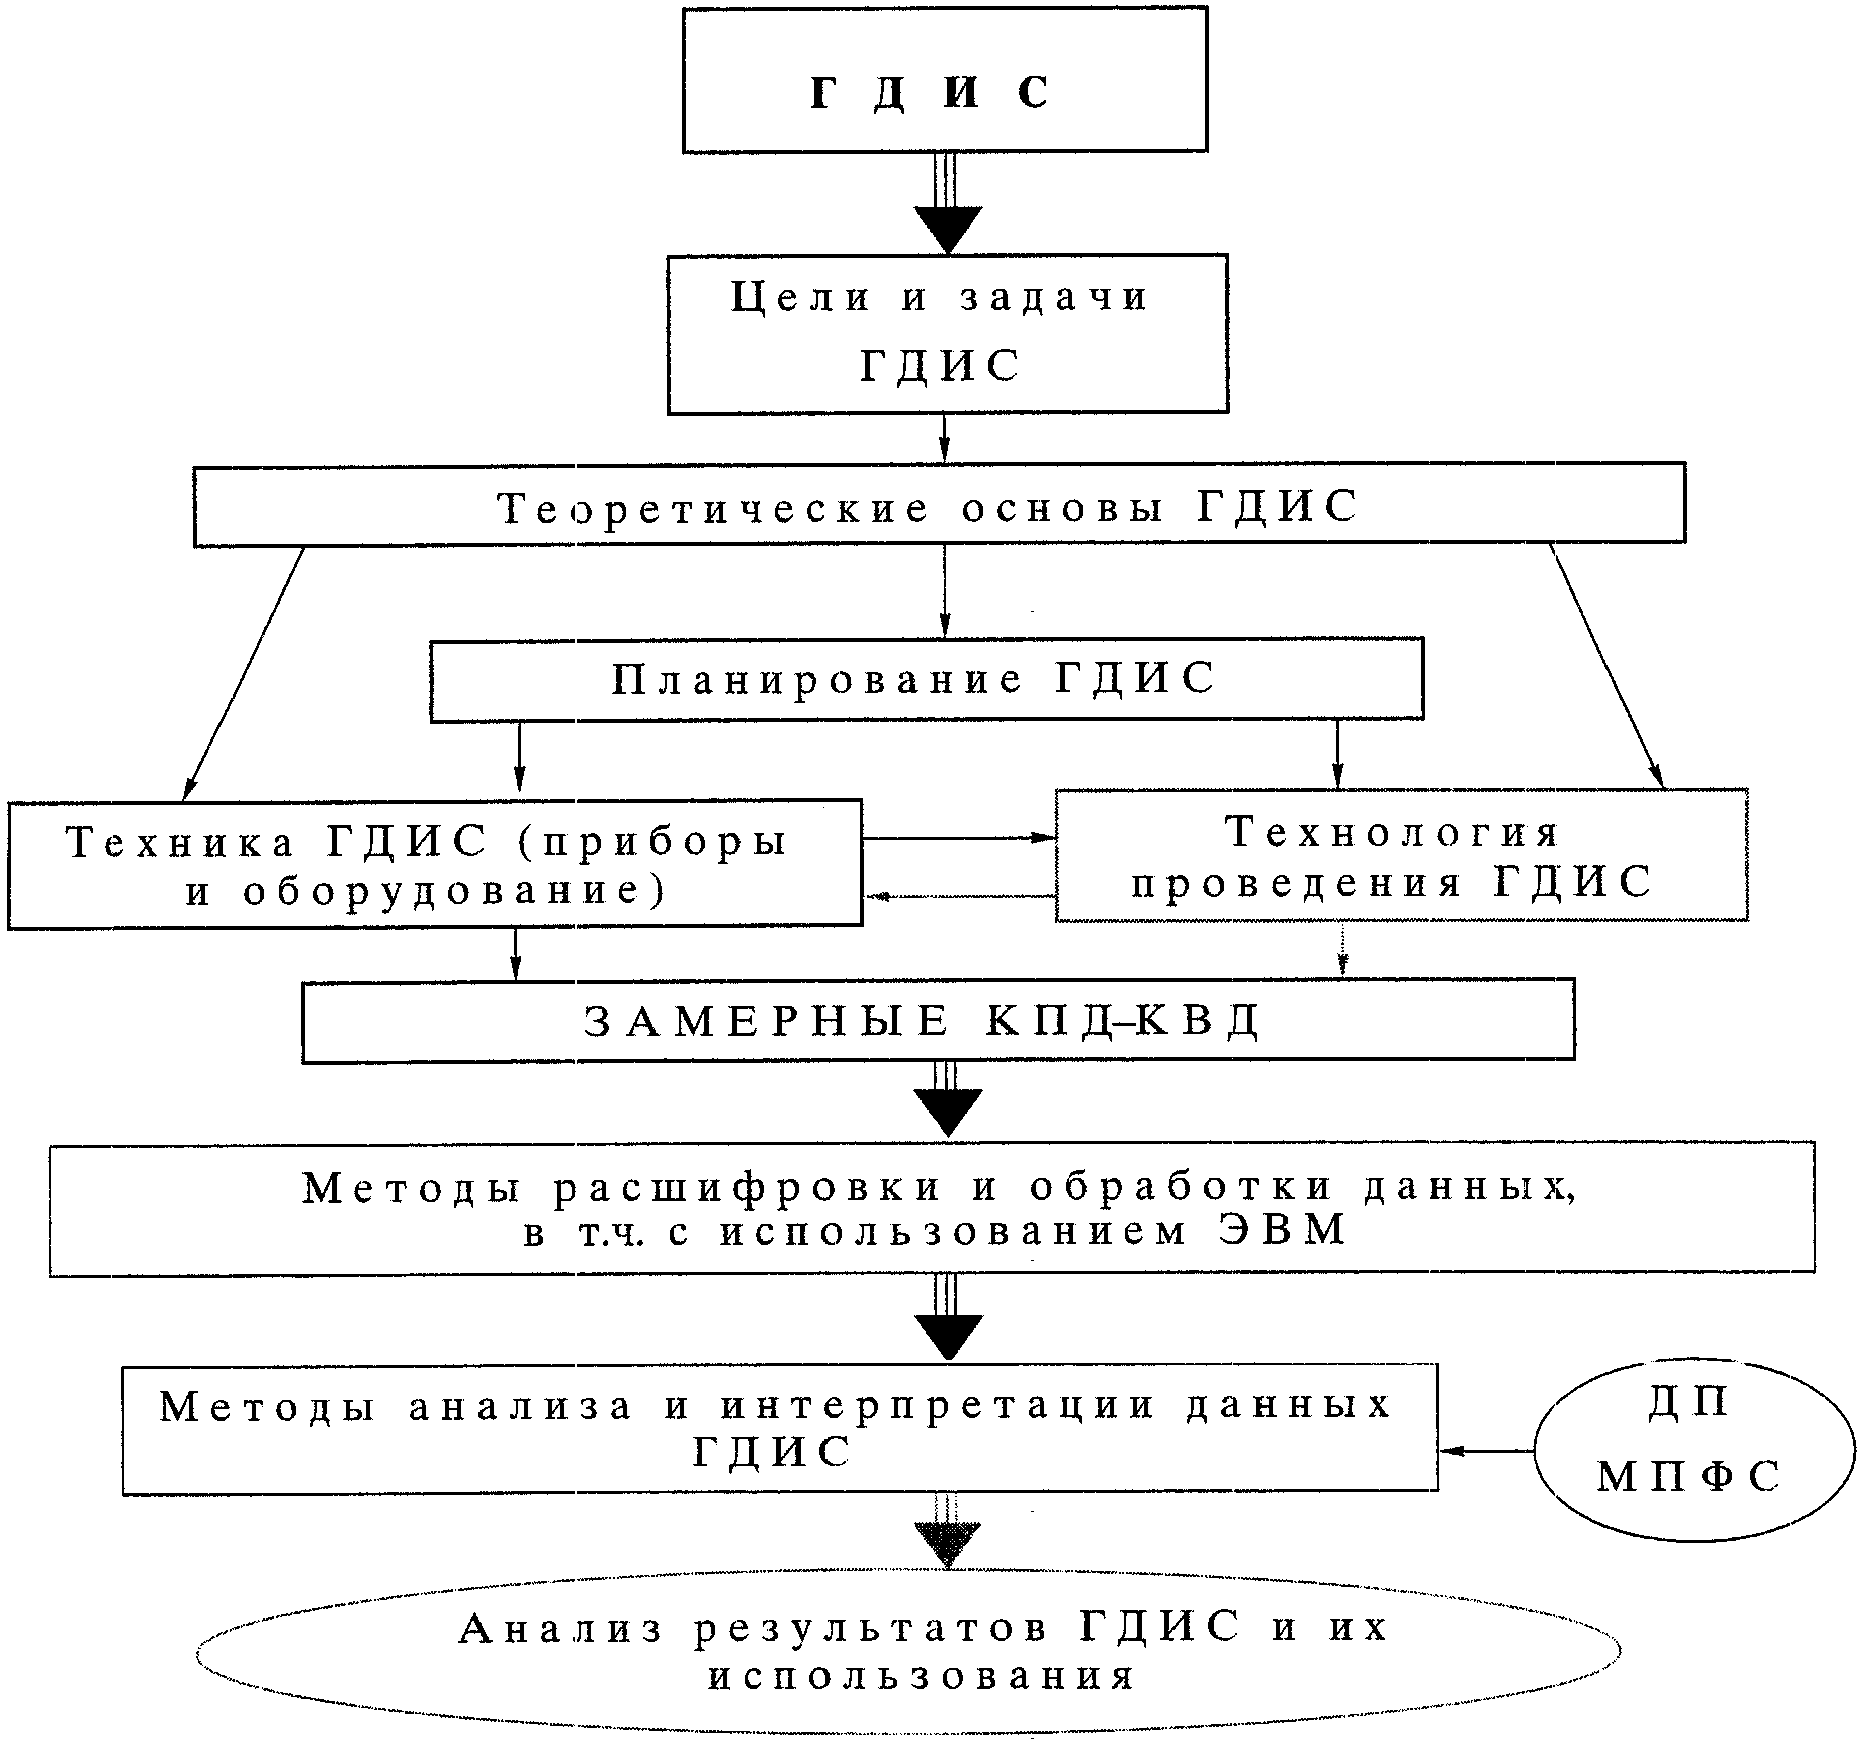 ГДИС
Цели и задачи
ГДИС
Теоретические основы ГДИС
Планирование ГДИС
Техника ГДИС (приборы
и оборудование)
Технология
проведения ГДИС
ЗАМЕРНЫЕ КПД–КВД
Методы расшифровки и обработки данных,
в т.ч. с использованием ЭВМ
Методы анализа и интерпретации данных
ГДИС
ДП
МПФС
Анализ результатов ГДИС и их
использования